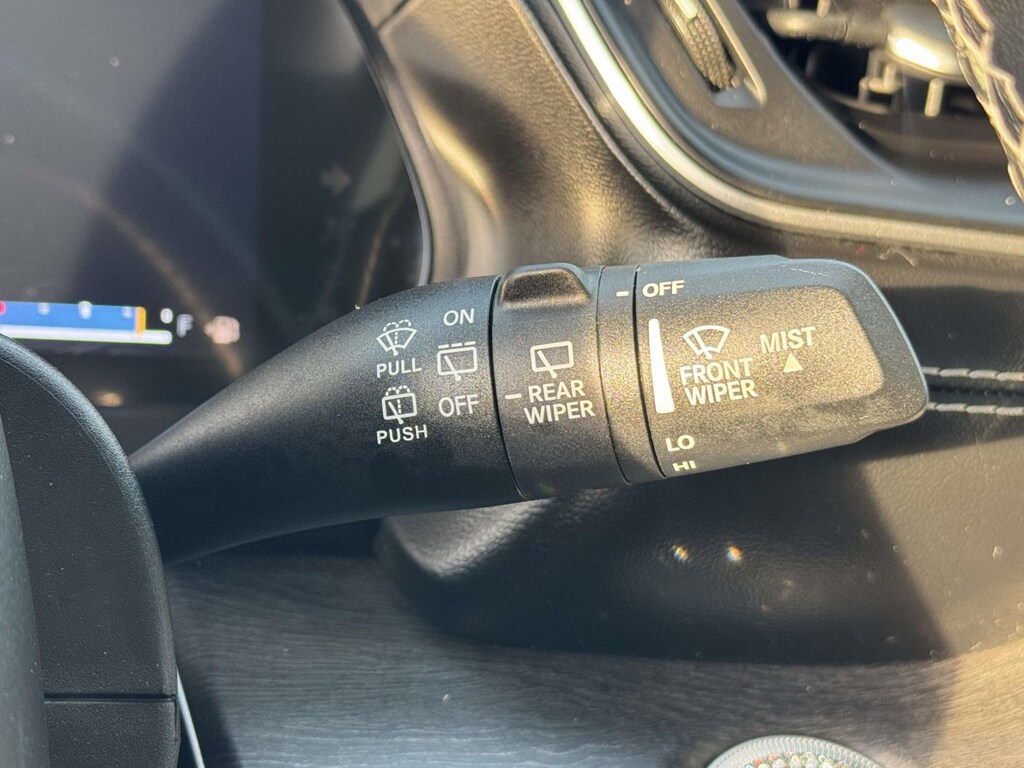 PULL
PUSH
ON
OFF
REAR
WIPER
OFF
FRONT
WIPER
MIST
LO
HI
F